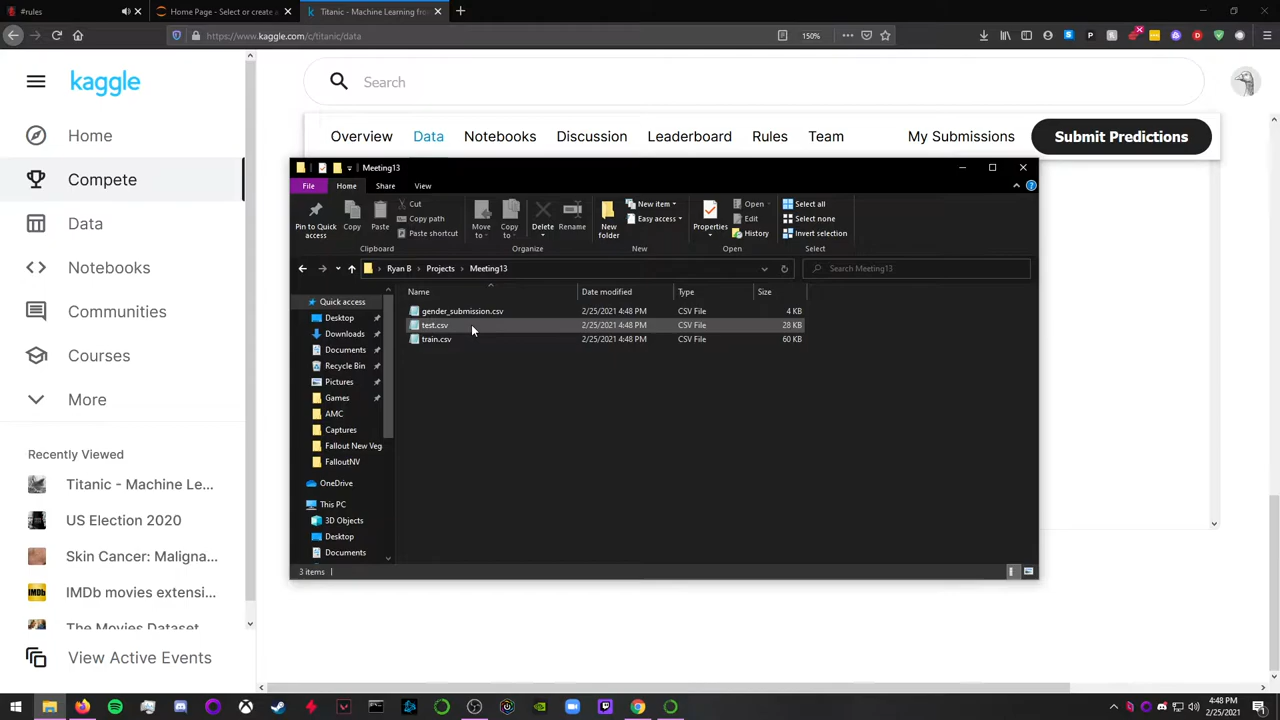 #rules
Home Page - Select or create a
Titanic - Machine Learning fro
https://www.kaggle.com/c/titanic/data
150%
kaggle
Search
Home
Compete
Data
Notebooks
Communities
Courses
More
Recently Viewed
Titanic - Machine Le...
US Election 2020
Skin Cancer: Maligna...
IMDb movies extensi...
The Movies Dataset
View Active Events
Overview
Data
Notebooks
Discussion
Leaderboard
Rules
Team
My Submissions
Submit Predictions
Meeting13
File
Home
Share
View
Pin to Quick access
Copy
Paste
Cut
Copy path
Paste shortcut
Clipboard
Move to
Copy to
Delete
Rename
Organize
New folder
New item
Easy access
New
Properties
Open
Edit
History
Open
Select all
Select none
Invert selection
Select
Ryan B > Projects > Meeting13
Search Meeting13
Name
Date modified
Type
Size
gender_submission.csv 2/25/2021 4:48 PM CSV File 4 KB
test.csv 2/25/2021 4:48 PM CSV File 28 KB
train.csv 2/25/2021 4:48 PM CSV File 60 KB
Quick access
Desktop
Downloads
Documents
Recycle Bin
Pictures
Games
AMC
Captures
Fallout New Veg
FalloutNV
OneDrive
This PC
3D Objects
Desktop
Documents
3 items
4:48 PM
2/25/2021